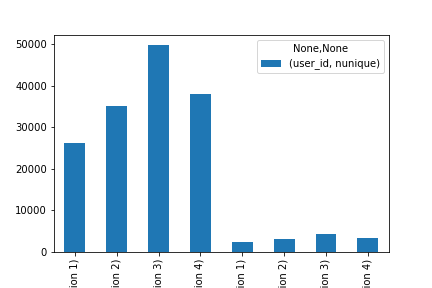 50000
40000
30000
20000
10000
0
None,None
(user_id, nunique)
ion 1)
ion 2)
ion 3)
ion 4)
ion 1)
ion 2)
ion 3)
ion 4)